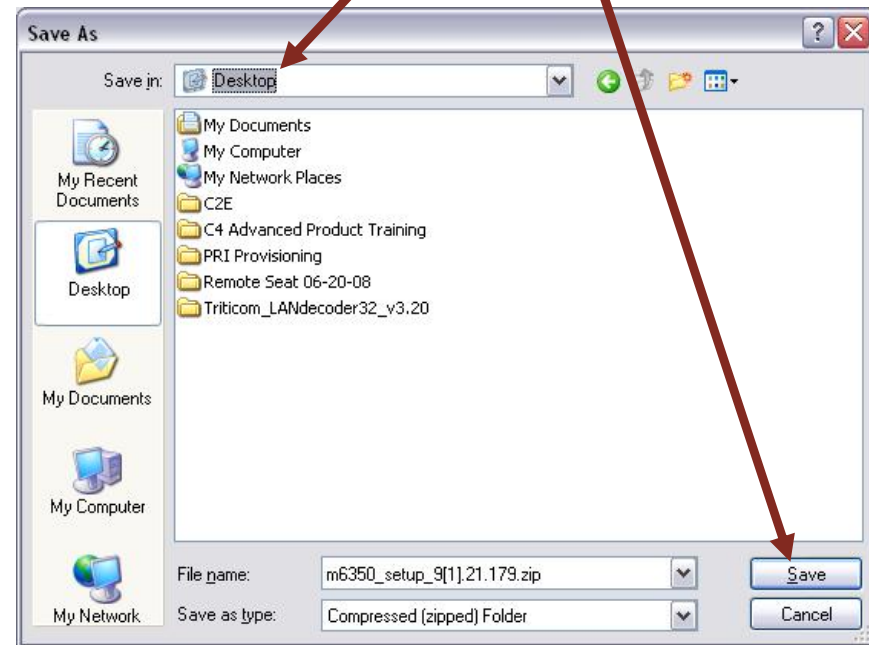 Save As
Save in: Desktop
My Recent
Documents
Desktop
My Documents
My Computer
My Network
My Documents
My Computer
My Network Places
C2E
C4 Advanced Product Training
PRI Provisioning
Remote Seat 06-20-08
Triticom_LANdecoder32_v3.20
File name: m6350_setup_9[1].21.179.zip Save
Save as type: Compressed (zipped) Folder Cancel